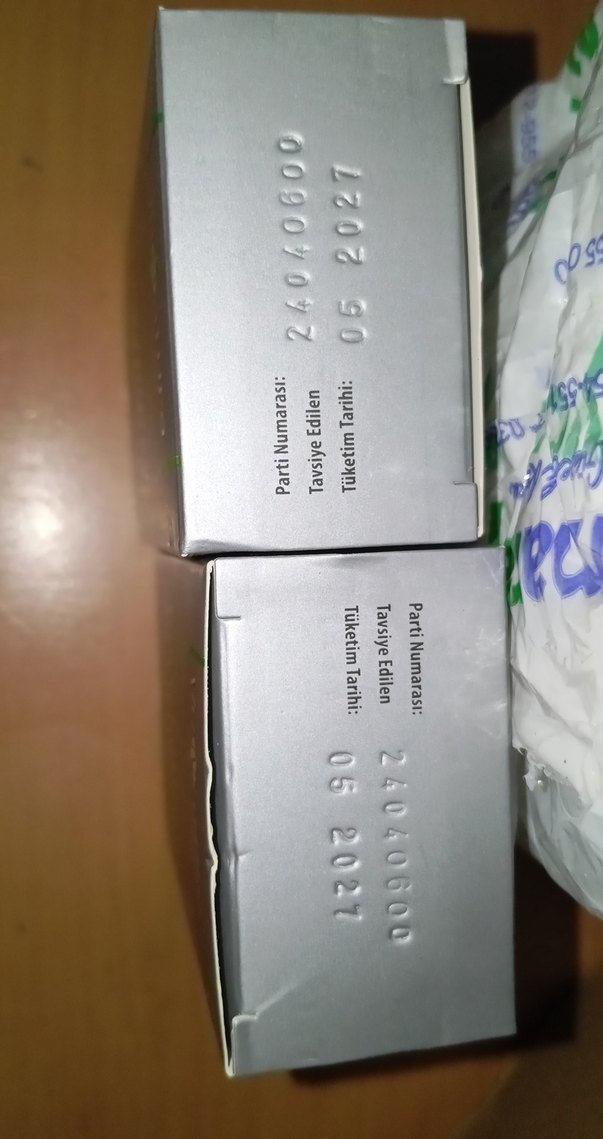 Parti Numarası: 24040600
Tavsiye Edilen
Tüketim Tarihi: 05 2027
Parti Numarası: 24040600
Tavsiye Edilen
Tüketim Tarihi: 05 2027